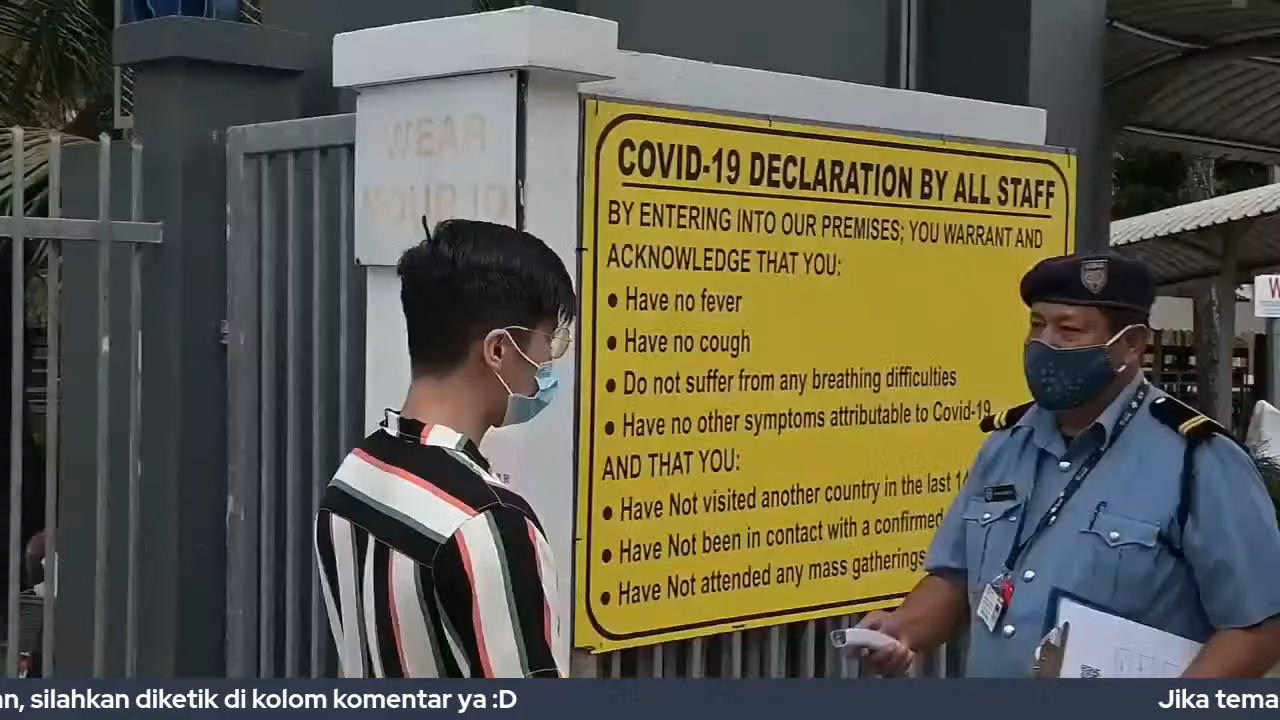 WEAR
YOUR ID
COVID-19 DECLARATION BY ALL STAFF
BY ENTERING INTO OUR PREMISES; YOU WARRANT AND
ACKNOWLEDGE THAT YOU:
● Have no fever
● Have no cough
● Do not suffer from any breathing difficulties
● Have no other symptoms attributable to Covid-19
AND THAT YOU:
● Have Not visited another country in the last
● Have Not been in contact with a confirmed
● Have Not attended any mass gatherings
W
silahkan diketik di kolom komentar ya :D
Jika